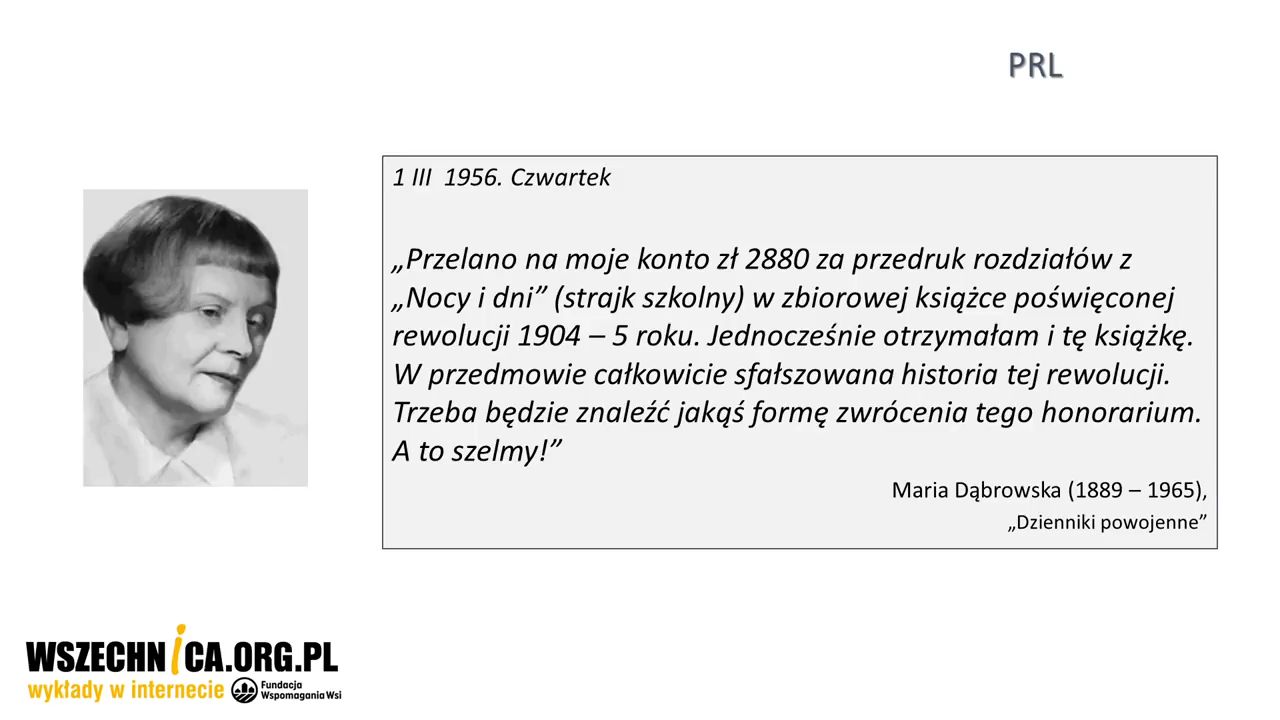 PRL
1 III 1956. Czwartek
„Przelano na moje konto zł 2880 za przedruk rozdziałów z
„Nocy i dni” (strajk szkolny) w zbiorowej książce poświęconej
rewolucji 1904 – 5 roku. Jednocześnie otrzymałam i tę książkę.
W przedmowie całkowicie sfałszowana historia tej rewolucji.
Trzeba będzie znaleźć jakąś formę zwrócenia tego honorarium.
A to szelmy!”
Maria Dąbrowska (1889 – 1965),
„Dzienniki powojenne”
WSZECHNiCA.ORG.PL
wykłady w internecie
Fundacja
Wspomagania Wsi